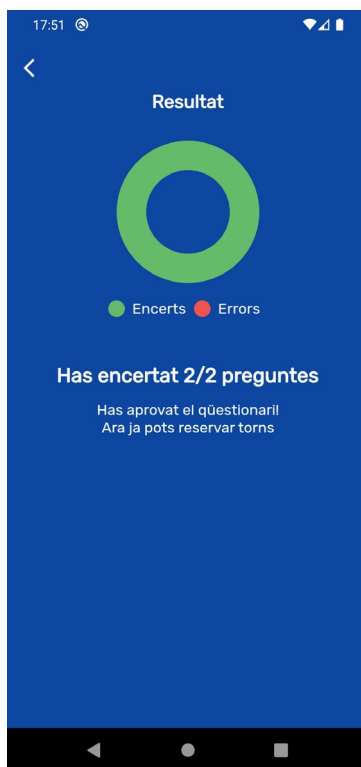 17:51
Resultat
Encerts Errors
Has encertat 2/2 preguntes
Has aprovat el qüestionari!
Ara ja pots reservar torns